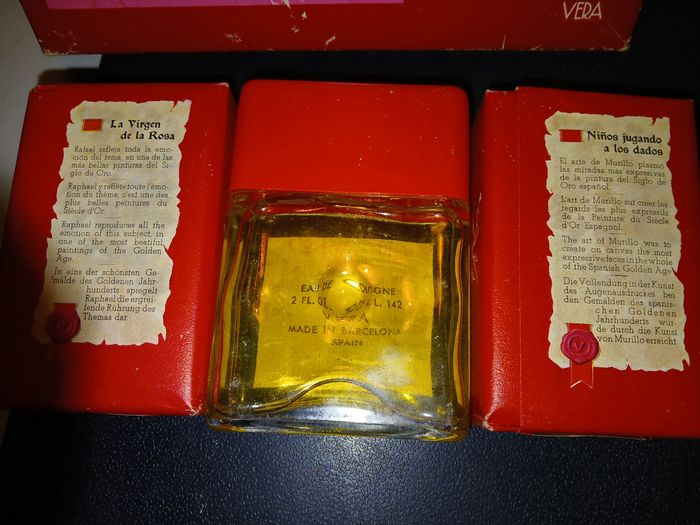 VERA
La Virgen
de la Rosa
Rafael refleja toda la emo-
ción del tema, en una de las
más bellas pinturas del Si-
glo de Oro.
Raphael y reflète toute l'émot-
ion du thème, c'est une des
plus belles peintures du
Siècle d'Or.
Raphael reproduces all the
emotion of this subject, in
one of the most beatiful
paintings of the Golden
Age.
In eins der schönsten Ge-
mälde des Goldenen Jahr-
hunderts spiegelt
Raphael die ergrei-
fende Rührung des
Themas dar.
EAU DE COLOGNE
2 FL. OZ. L. 142
MADE IN BARCELONA
SPAIN
Niños jugando
a los dados
El arte de Murillo plasmó
las miradas más expresivas
de la pintura del Siglo de
Oro español.
L'art de Murillo sut creer les
regards les plus expressifs
de la Peinture du Siècle
d'Or Espagnol.
The art of Murillo was to
create on canvas the most
expressive faces in the whole
of the Spanish Golden Age
Die Vollendung in der Kunst
des Augenausdruckes bei
den Gemälden des spanis-
chen Goldenen
Jahrhunderts wur-
de durch die Kunst
von Murillo erreicht